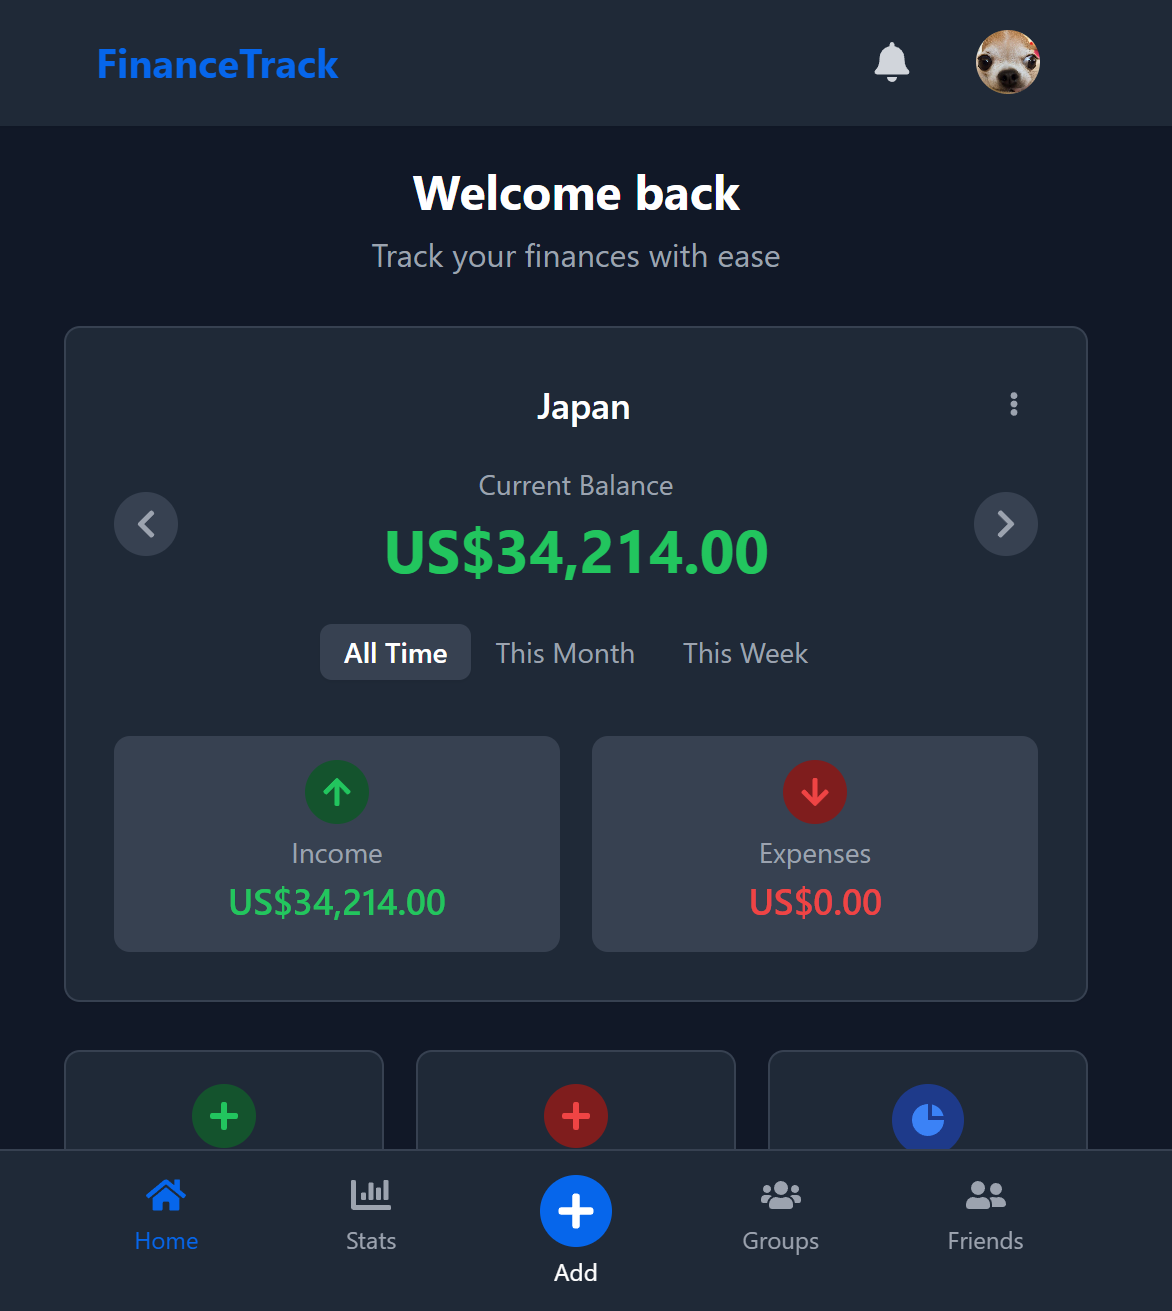 FinanceTrack
Welcome back
Track your finances with ease
Japan
Current Balance
US$34,214.00
All Time This Month This Week
Income
US$34,214.00
Expenses
US$0.00
Home
Stats
Add
Groups
Friends